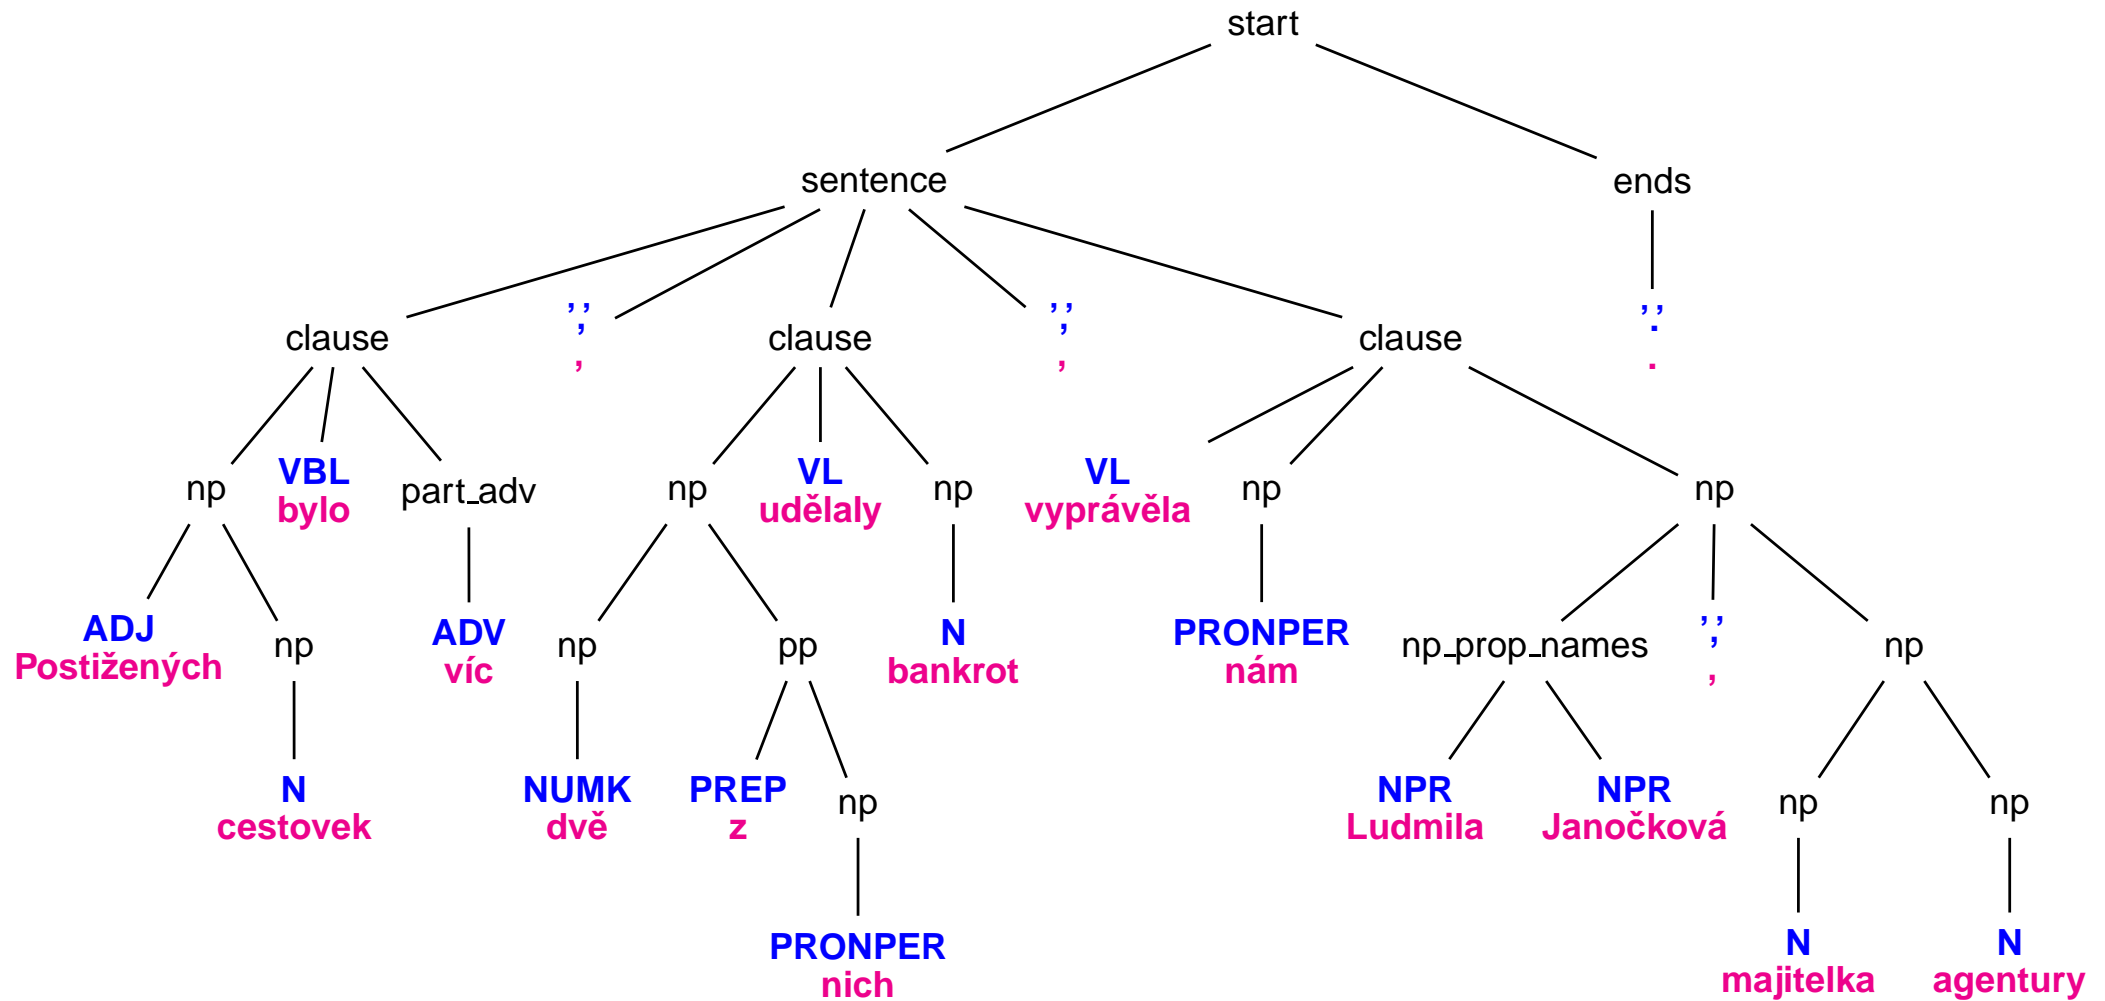 start
sentence ends
clause ',' clause ',' clause '.'
, , .
np VBL part_adv np VL np VL np np
bylo udělaly vyprávěla
ADJ np ADV np pp N PRONPER np_prop_names ',' np
Postižených víc bankrot nám ,
N NUMK PREP np NPR NPR np np
cestovek dvě z Ludmila Janočková
PRONPER N N
nich majitelka agentury